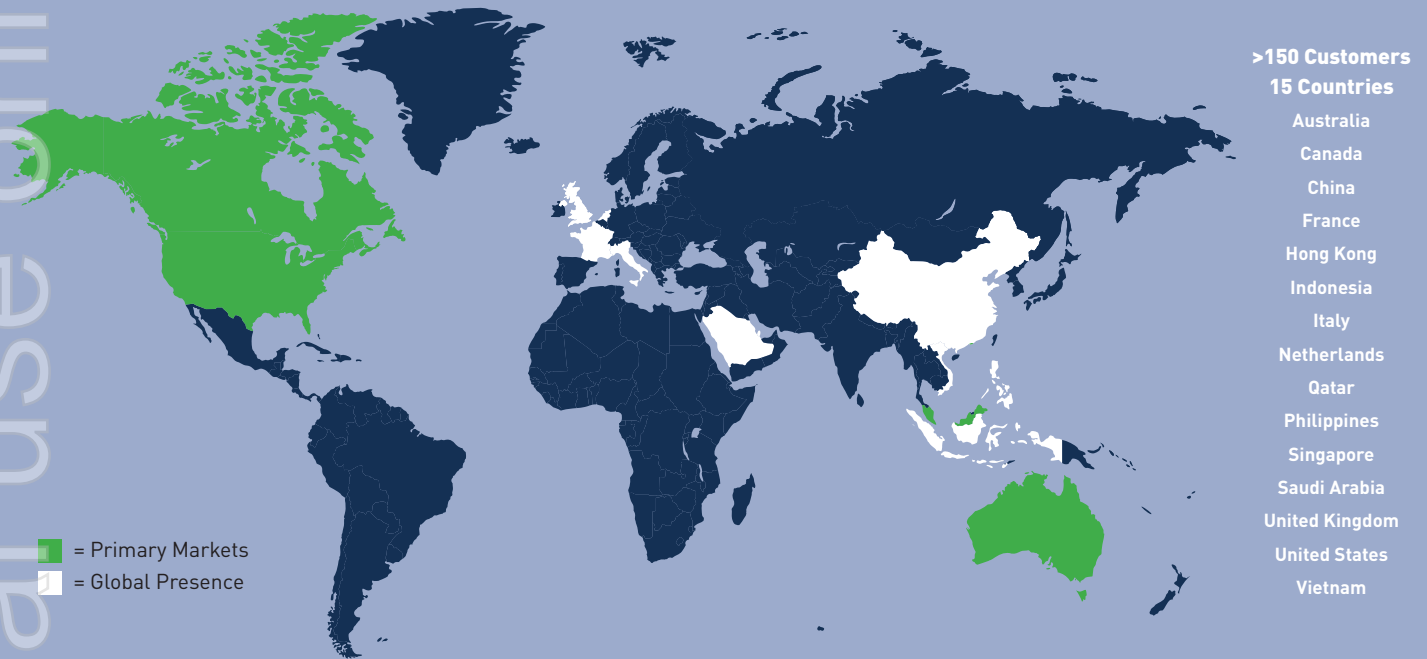 >150 Customers
15 Countries
Australia
Canada
China
France
Hong Kong
Indonesia
Italy
Netherlands
Qatar
Philippines
Singapore
Saudi Arabia
United Kingdom
United States
Vietnam
= Primary Markets
= Global Presence